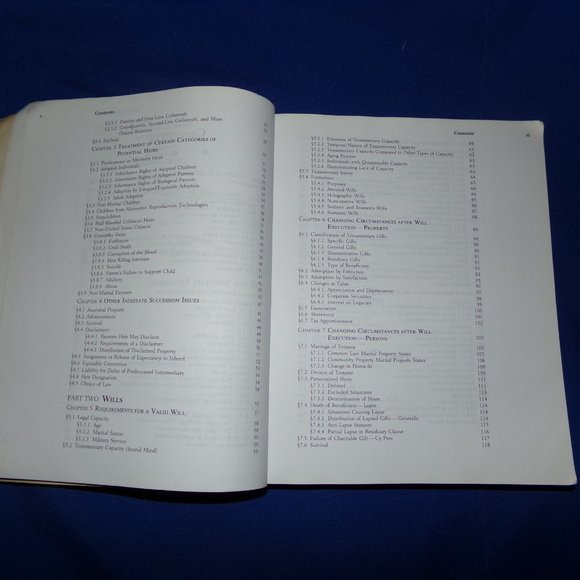 x
Contents
§2.5.1 Parents and First-Line Collaterals
§2.5.2 Grandparents, Second-Line Collaterals, and More
Distant Relatives
§2.6 Escheat
CHAPTER 3 TREATMENT OF CERTAIN CATEGORIES OF
POTENTIAL HEIRS
§3.1 Posthumous or Afterborn Heirs
§3.2 Adopted Individuals
§3.2.1 Inheritance Rights of Adopted Children
§3.2.2 Inheritance Rights of Adoptive Parents
§3.2.3 Inheritance Rights of Biological Parents
§3.2.4 Adoption by Estoppel/Equitable Adoption
§3.2.5 Adult Adoption
§3.3 Non-Marital Children
§3.4 Children from Alternative Reproduction Technologies
§3.5 Stepchildren
§3.6 Half-Blooded Collateral Heirs
§3.7 Non-United States Citizens
§3.8 Unworthy Heirs
§3.8.1 Forfeiture
§3.8.2 Civil Death
§3.8.3 Corruption of the Blood
§3.8.4 Heir Killing Intestate
§3.8.5 Suicide
§3.8.6 Parent's Failure to Support Child
§3.8.7 Adultery
§3.8.8 Abuse
§3.9 Non-Marital Partners
CHAPTER 4 OTHER INTESTATE SUCCESSION ISSUES
§4.1 Ancestral Property
§4.2 Advancements
§4.3 Survival
§4.4 Disclaimers
§4.4.1 Reasons Heir May Disclaim
§4.4.2 Requirements of a Disclaimer
§4.4.3 Distribution of Disclaimed Property
§4.5 Assignment or Release of Expectancy to Inherit
§4.6 Equitable Conversion
§4.7 Liability for Debts of Predeceased Intermediary
§4.8 Heir Designation
§4.9 Choice of Law
PART TWO WILLS
CHAPTER 5 REQUIREMENTS FOR A VALID WILL
§5.1 Legal Capacity
§5.1.1 Age
§5.1.2 Marital Status
§5.1.3 Military Service
§5.2 Testamentary Capacity (Sound Mind)
Contents
xi
§5.2.1 Elements of Testamentary Capacity
§5.2.2 Temporal Nature of Testamentary Capacity
§5.2.3 Testamentary Capacity Compared to Other Types of Capacity
§5.2.4 Aging Process
§5.2.5 Individuals with Questionable Capacity
§5.2.6 Demonstrating Lack of Capacity
§5.3 Testamentary Intent
§5.4 Formalities
§5.4.1 Purposes
§5.4.2 Attested Wills
§5.4.3 Holographic Wills
§5.4.4 Nuncupative Wills
§5.4.5 Soldiers' and Seamen's Wills
§5.4.6 Statutory Wills
CHAPTER 6 CHANGING CIRCUMSTANCES AFTER WILL
EXECUTION—PROPERTY
§6.1 Classification of Testamentary Gifts
§6.1.1 Specific Gifts
§6.1.2 General Gifts
§6.1.3 Demonstrative Gifts
§6.1.4 Residuary Gifts
§6.1.5 Type of Beneficiary
§6.2 Ademption by Extinction
§6.3 Ademption by Satisfaction
§6.4 Changes in Value
§6.4.1 Appreciation and Depreciation
§6.4.2 Corporate Securities
§6.4.3 Interest on Legacies
§6.5 Exoneration
§6.6 Abatement
§6.7 Tax Apportionment 102
CHAPTER 7 CHANGING CIRCUMSTANCES AFTER WILL
EXECUTION—PERSONS 105
§7.1 Marriage of Testator 105
§7.1.1 Common Law Marital Property States
§7.1.2 Community Property Marital Property States
§7.1.3 Change in Domicile
§7.2 Divorce of Testator
§7.3 Pretermitted Heirs
§7.3.1 Defined
§7.3.2 Excluded Situations
§7.3.3 Determination of Share
§7.4 Death of Beneficiary—Lapse
§7.4.1 Situations Causing Lapse
§7.4.2 Distribution of Lapsed Gifts—Generally
§7.4.3 Anti-Lapse Statutes
§7.4.4 Partial Lapse in Residuary Clause
§7.5 Failure of Charitable Gift—Cy Pres 117
§7.6 Survival 118